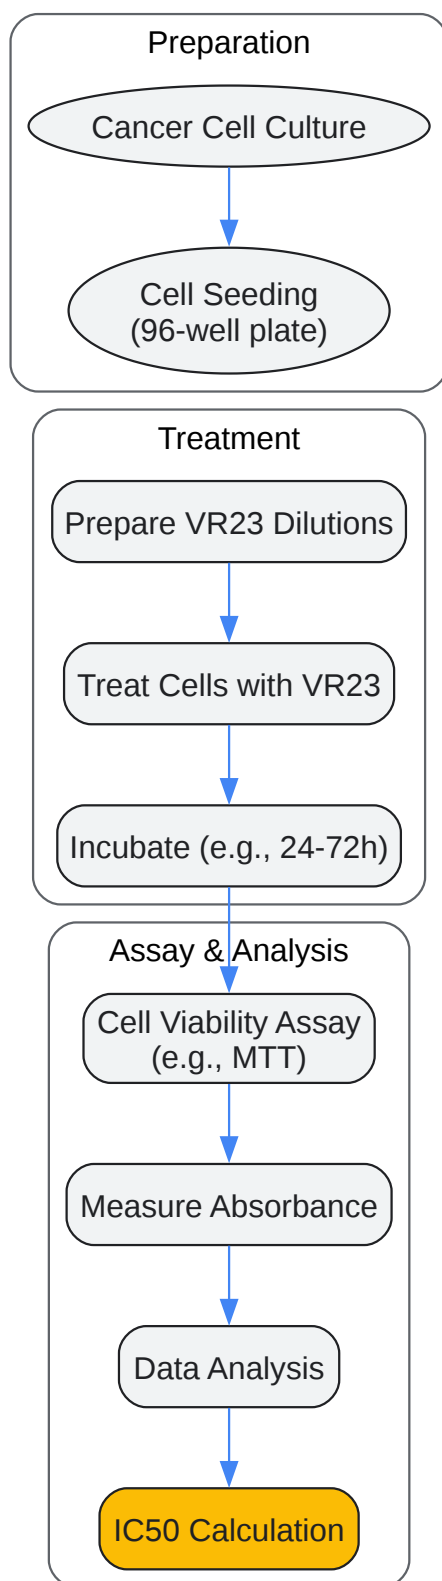 Preparation
Cancer Cell Culture
Cell Seeding
(96-well plate)
Treatment
Prepare VR23 Dilutions
Treat Cells with VR23
Incubate (e.g., 24-72h)
Assay & Analysis
Cell Viability Assay
(e.g., MTT)
Measure Absorbance
Data Analysis
IC50 Calculation